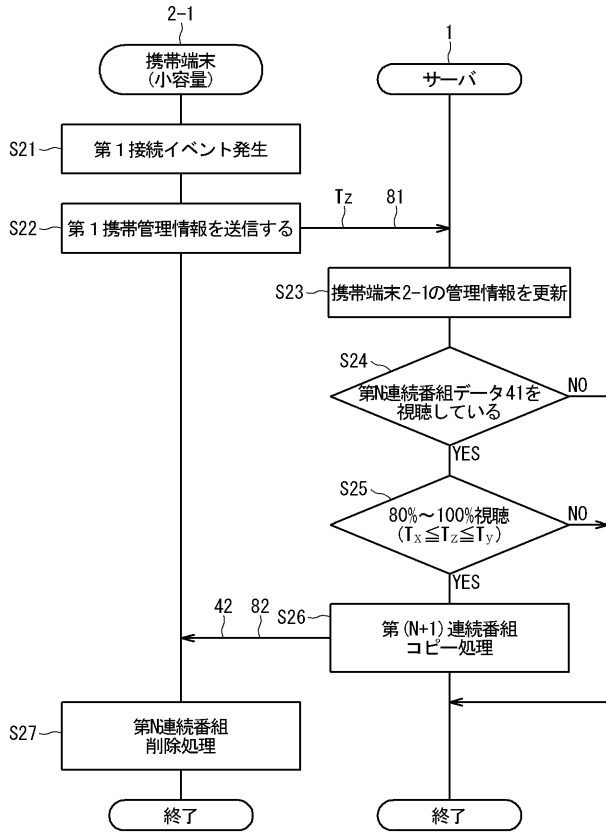 2-1
携帯端末
(小容量)
1
サーバ
S21
第1接続イベント発生
S22
第1携帯管理情報を送信する
Tz
81
S23
携帯端末2-1の管理情報を更新
S24
第N連続番組データ41を
視聴している
NO
YES
S25
80%～100%視聴
(Tx≦Tz≦Ty)
NO
YES
42
82
S26
第(N+1)連続番組
コピー処理
S27
第N連続番組
削除処理
終了
終了